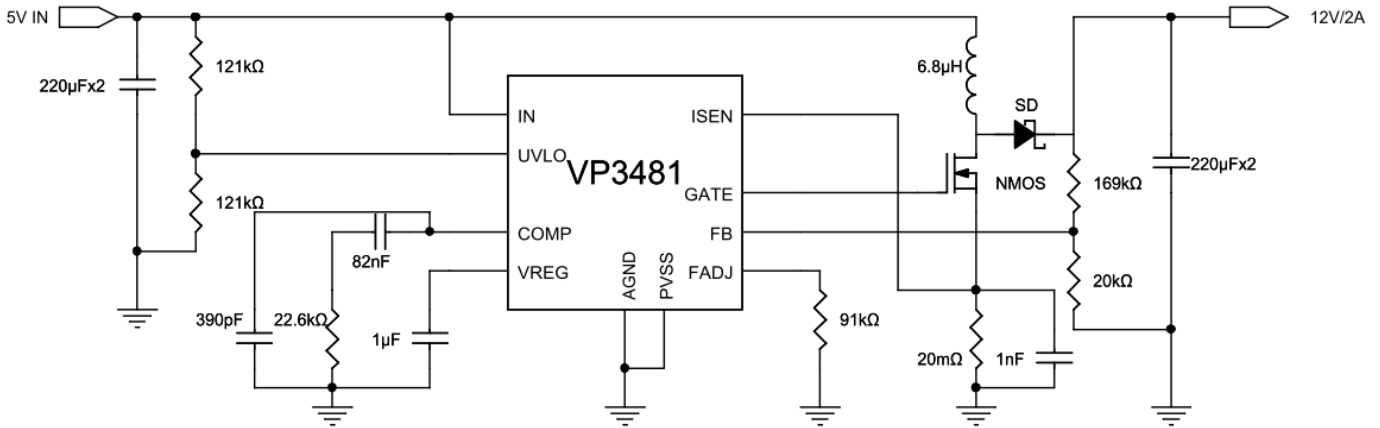 5V IN
12V/2A
121kΩ
220µFx2
6.8µH
SD
IN
ISEN
UVLO
VP3481
220µFx2
NMOS
169kΩ
GATE
121kΩ
COMP
FB
82nF
VREG
AGND
PVSS
FADJ
20kΩ
390pF
22.6kΩ
1µF
91kΩ
20mΩ
1nF